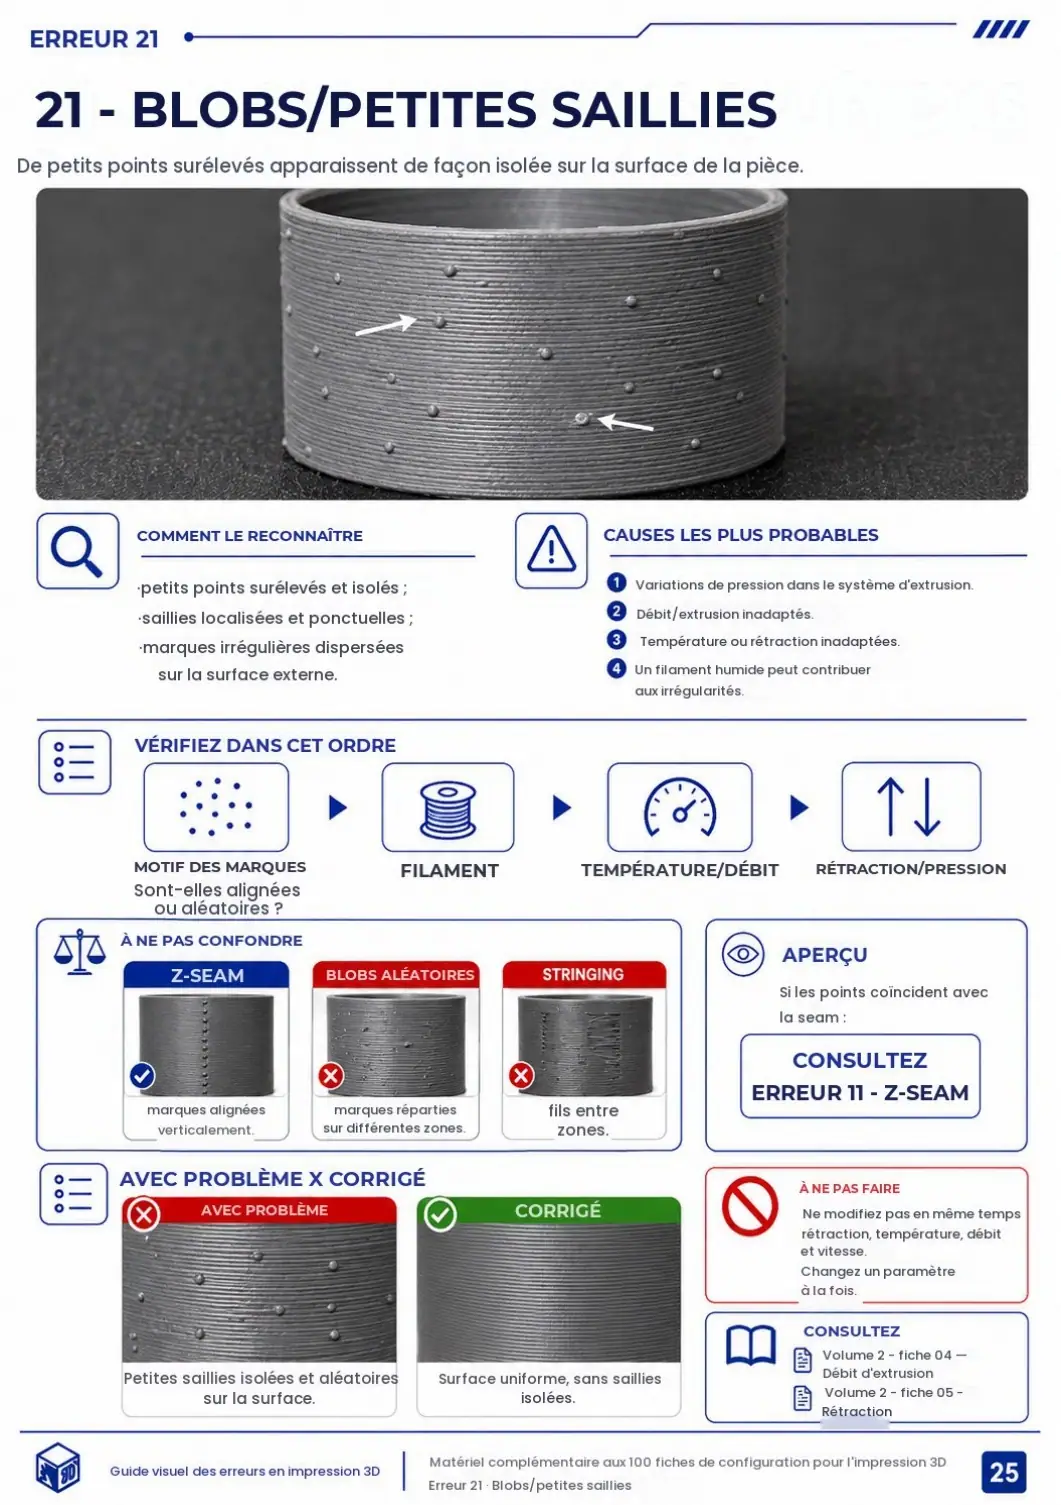 ERREUR 21
21 - BLOBS/PETITES SAILLIES
De petits points surélevés apparaissent de façon isolée sur la surface de la pièce.
COMMENT LE RECONNAÎTRE
·petits points surélevés et isolés ;
·saillies localisées et ponctuelles ;
·marques irrégulières dispersées
sur la surface externe.
CAUSES LES PLUS PROBABLES
1 Variations de pression dans le système d'extrusion.
2 Débit/extrusion inadaptés.
3 Température ou rétraction inadaptées.
4 Un filament humide peut contribuer
aux irrégularités.
VÉRIFIEZ DANS CET ORDRE
MOTIF DES MARQUES
Sont-elles alignées
ou aléatoires ?
FILAMENT
TEMPÉRATURE/DÉBIT
RÉTRACTION/PRESSION
À NE PAS CONFONDRE
Z-SEAM
marques alignées
verticalement.
BLOBS ALÉATOIRES
marques réparties
sur différentes zones.
STRINGING
fils entre
zones.
APERÇU
Si les points coïncident avec
la seam :
CONSULTEZ
ERREUR 11 - Z-SEAM
AVEC PROBLÈME X CORRIGÉ
AVEC PROBLÈME
Petites saillies isolées et aléatoires
sur la surface.
CORRIGÉ
Surface uniforme, sans saillies
isolées.
À NE PAS FAIRE
Ne modifiez pas en même temps
rétraction, température, débit
et vitesse.
Changez un paramètre
à la fois.
CONSULTEZ
Volume 2 - fiche 04 —
Débit d'extrusion
Volume 2 - fiche 05 -
Rétraction
Guide visuel des erreurs en impression 3D
Matériel complémentaire aux 100 fiches de configuration pour l'impression 3D
Erreur 21 · Blobs/petites saillies
25